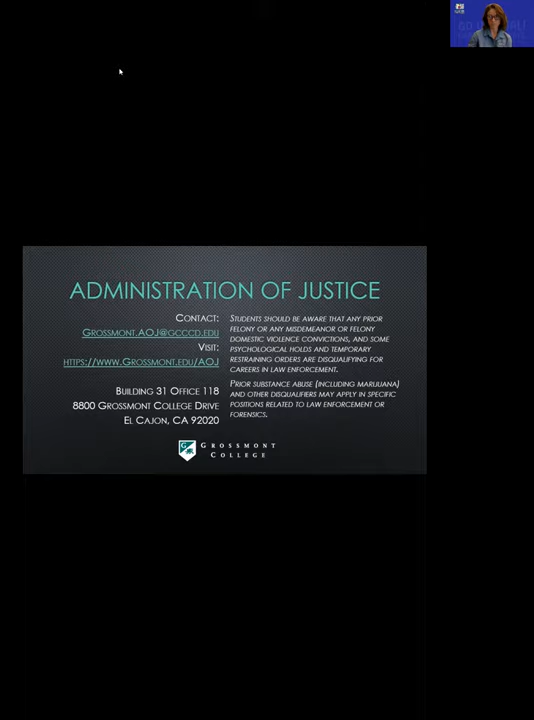 ADMINISTRATION OF JUSTICE
CONTACT:
GROSSMONT.AOJ@GCCCD.EDU
VISIT:
HTTPS://WWW.GROSSMONT.EDU/AOJ
BUILDING 31 OFFICE 118
8800 GROSSMONT COLLEGE DRIVE
EL CAJON, CA 92020
STUDENTS SHOULD BE AWARE THAT ANY PRIOR
FELONY OR ANY MISDEMEANOR OR FELONY
DOMESTIC VIOLENCE CONVICTIONS, AND SOME
PSYCHOLOGICAL HOLDS AND TEMPORARY
RESTRAINING ORDERS ARE DISQUALIFYING FOR
CAREERS IN LAW ENFORCEMENT.
PRIOR SUBSTANCE ABUSE (INCLUDING MARIJUANA)
AND OTHER DISQUALIFIERS MAY APPLY IN SPECIFIC
POSITIONS RELATED TO LAW ENFORCEMENT OR
FORENSICS.
GROSSMONT
COLLEGE